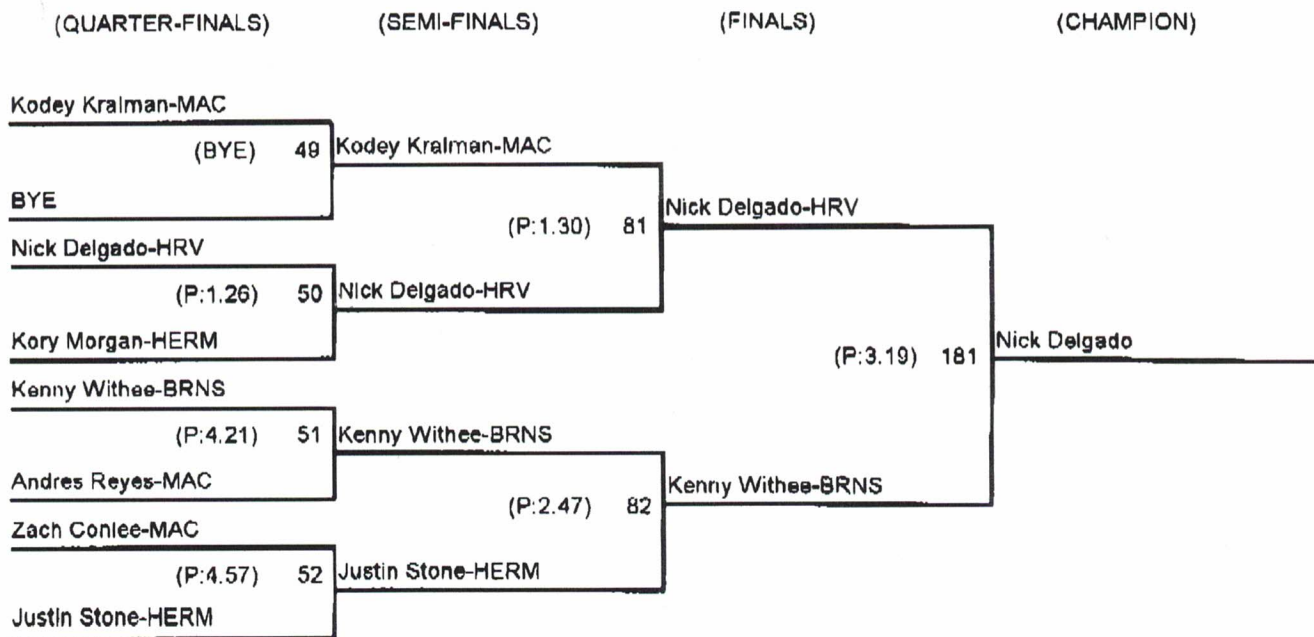 (QUARTER-FINALS) (SEMI-FINALS) (FINALS) (CHAMPION)
Kodey Kralman-MAC
(BYE) 49 Kodey Kralman-MAC
BYE
(P:1.30) 81 Nick Delgado-HRV
Nick Delgado-HRV
(P:1.26) 50 Nick Delgado-HRV
Kory Morgan-HERM
(P:3.19) 181 Nick Delgado
Kenny Withee-BRNS
(P:4.21) 51 Kenny Withee-BRNS
Andres Reyes-MAC
(P:2.47) 82 Kenny Withee-BRNS
Zach Conlee-MAC
(P:4.57) 52 Justin Stone-HERM
Justin Stone-HERM